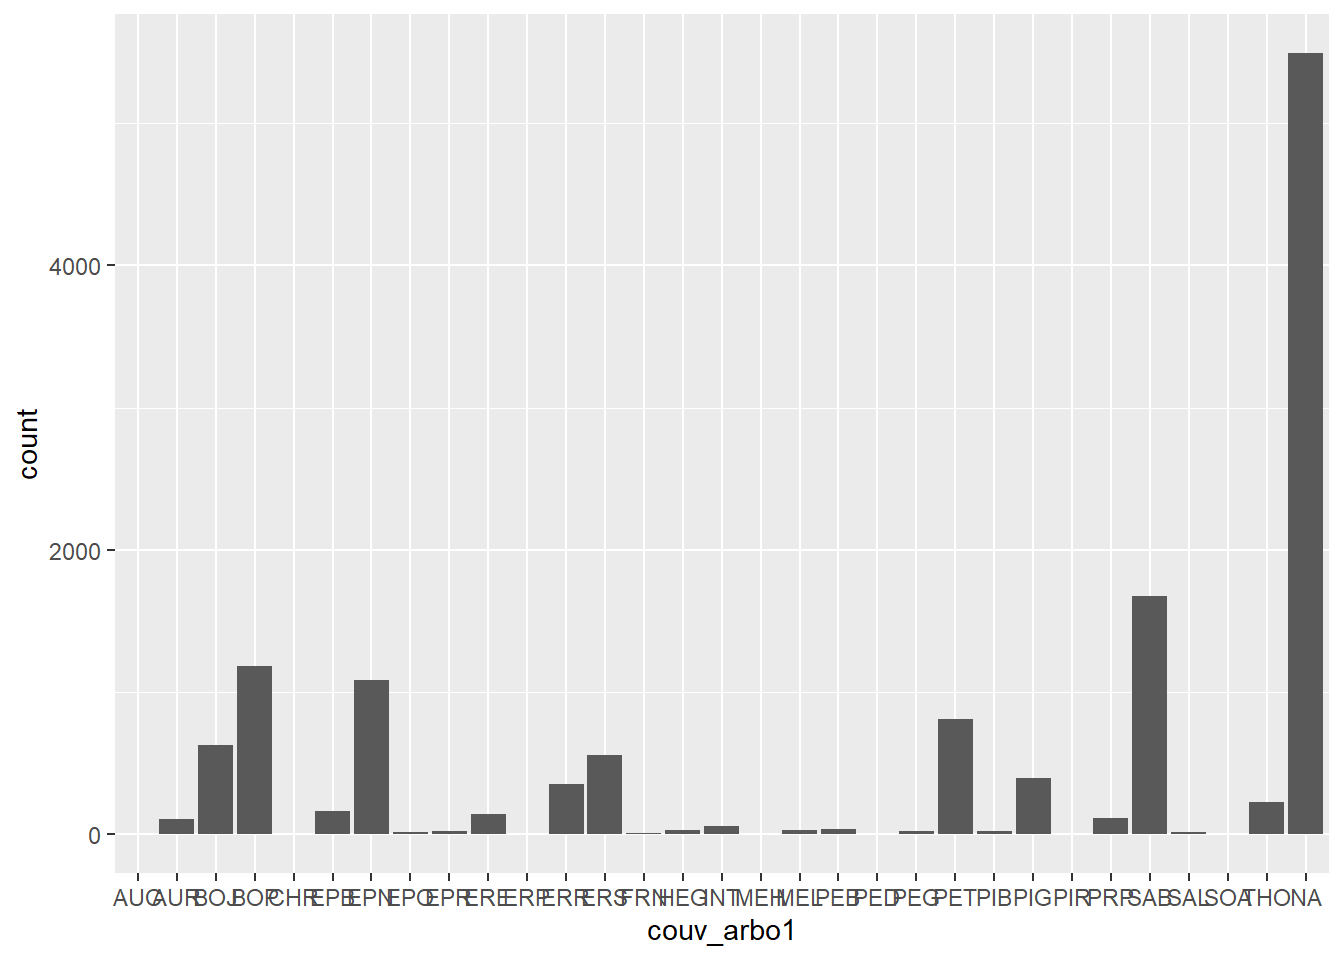 count
4000
2000
0
AUC AUR BOJ BOP CHR EPB EPN EPO EPR ERE ERP ERR ERS FRN HEG INT MEH MEL PEB PED PEG PET PIB PIG PIR PRP SAB SAL SOA THO NA
couv_arbo1